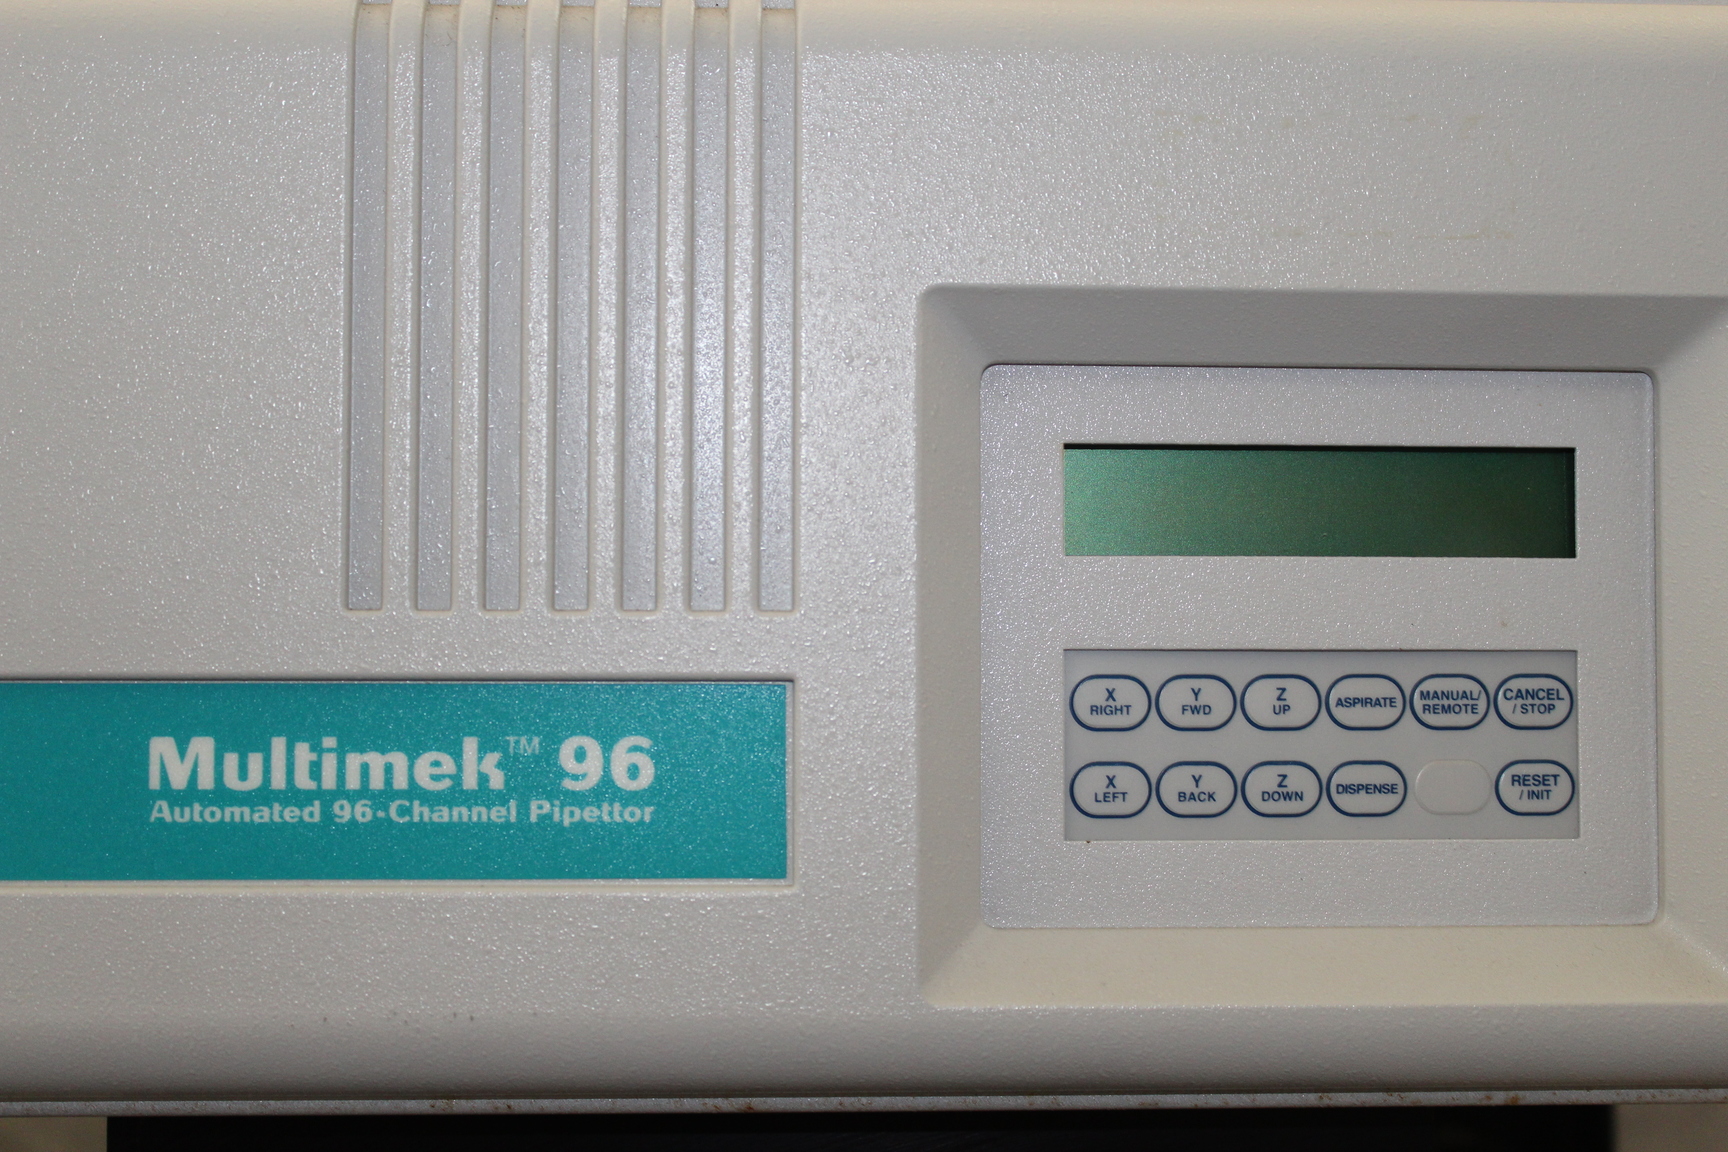 Multimek™ 96
Automated 96-Channel Pipettor
X
RIGHT
Y
FWD
Z
UP
ASPIRATE
MANUAL/
REMOTE
CANCEL
/ STOP
X
LEFT
Y
BACK
Z
DOWN
DISPENSE
RESET
/ INIT